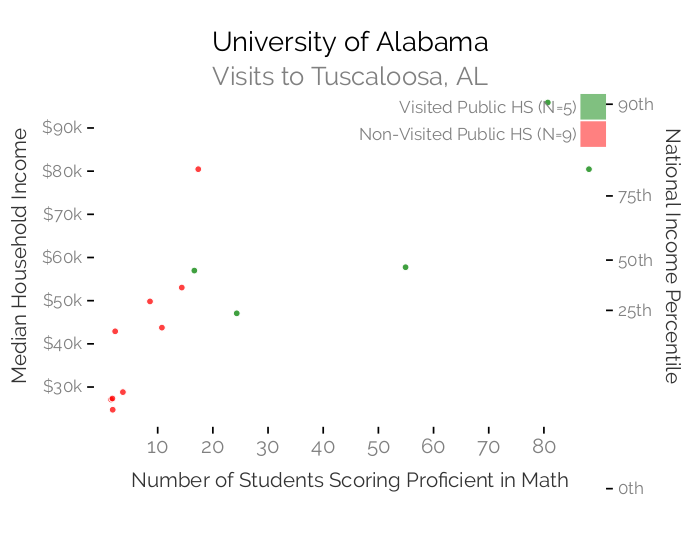 University of Alabama
Visits to Tuscaloosa, AL
Visited Public HS (N=5)
Non-Visited Public HS (N=9)
Median Household Income
$90k
$80k
$70k
$60k
$50k
$40k
$30k
10 20 30 40 50 60 70 80
Number of Students Scoring Proficient in Math
90th
75th
50th
25th
0th
National Income Percentile